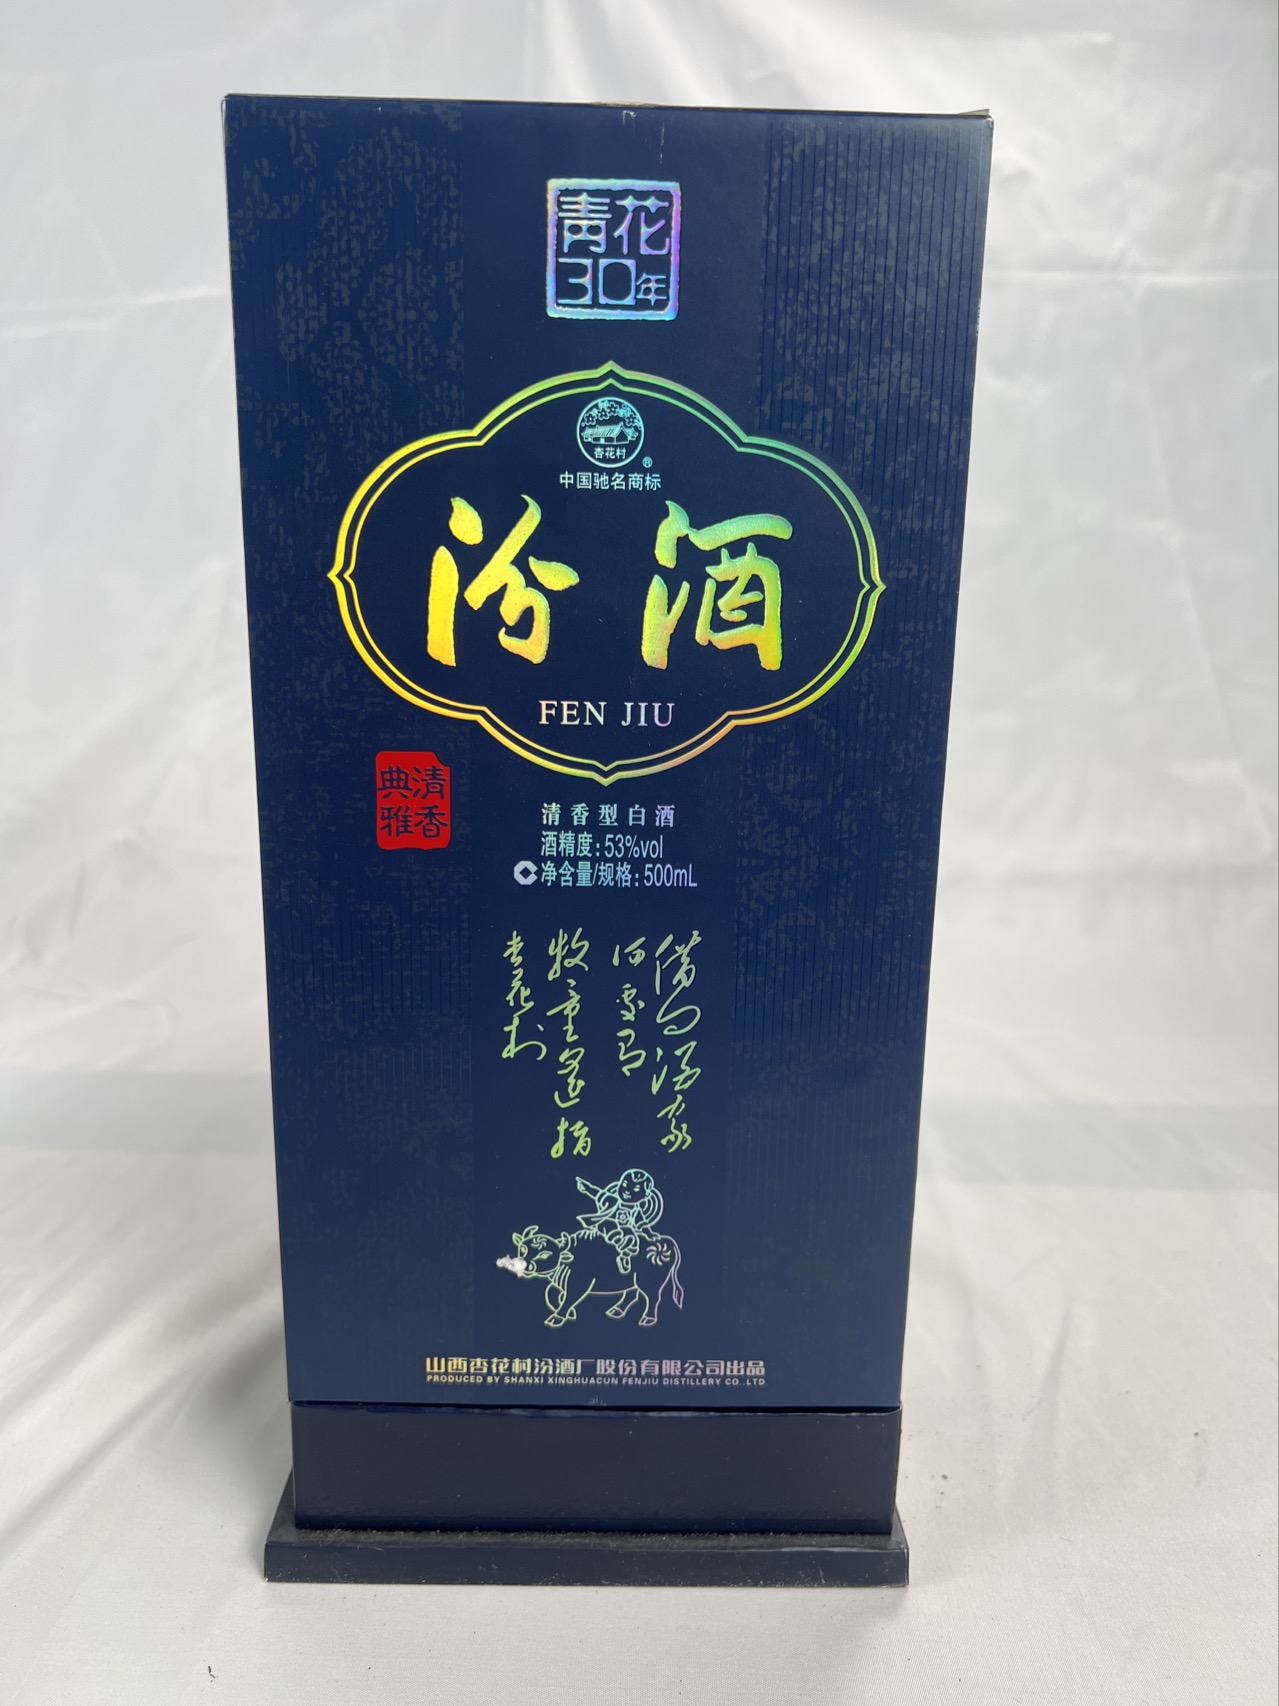 青花
30年
杏花村
®
中国驰名商标
汾酒
FEN JIU
清香
典雅
清香型白酒
酒精度:53%vol
净含量/规格:500mL
借问酒家
何处有
牧童遥指
杏花村
山西杏花村汾酒厂股份有限公司出品
PRODUCED BY SHANXI XINGHUACUN FENJIU DISTILLERY CO.,LTD